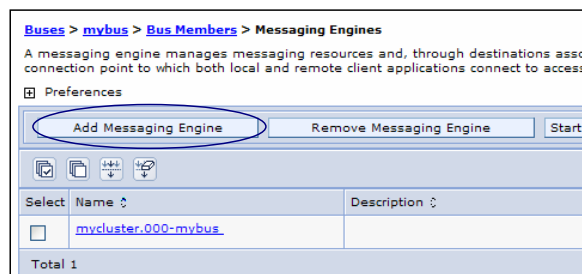 Buses > mybus > Bus Members > Messaging Engines
A messaging engine manages messaging resources and, through destinations
connection point to which both local and remote client applications connect to
Preferences
Add Messaging Engine Remove Messaging Engine Start
Select Name Description
mycluster.000-mybus
Total 1